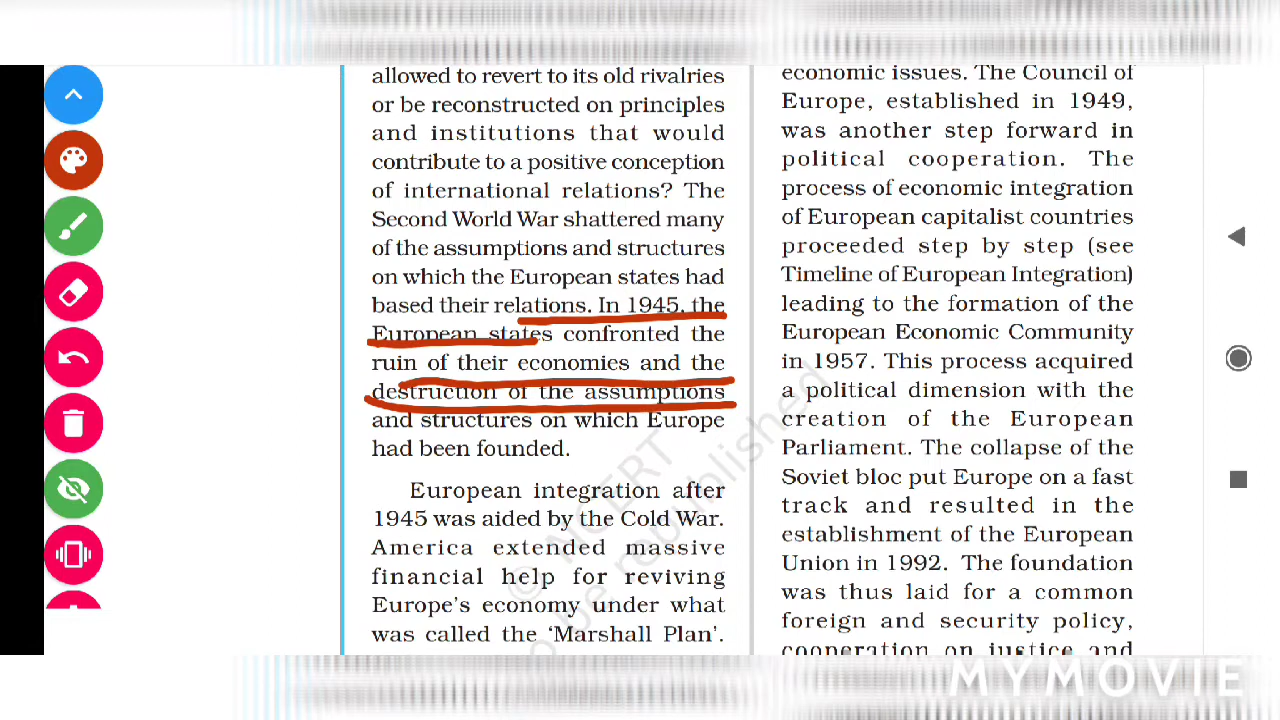 allowed to revert to its old rivalries
or be reconstructed on principles
and institutions that would
contribute to a positive conception
of international relations? The
Second World War shattered many
of the assumptions and structures
on which the European states had
based their relations. In 1945, the
European states confronted the
ruin of their economies and the
destruction of the assumptions
and structures on which Europe
had been founded.
European integration after
1945 was aided by the Cold War.
America extended massive
financial help for reviving
Europe's economy under what
was called the 'Marshall Plan'.
economic issues. The Council of
Europe, established in 1949,
was another step forward in
political cooperation. The
process of economic integration
of European capitalist countries
proceeded step by step (see
Timeline of European Integration)
leading to the formation of the
European Economic Community
in 1957. This process acquired
a political dimension with the
creation of the European
Parliament. The collapse of the
Soviet bloc put Europe on a fast
track and resulted in the
establishment of the European
Union in 1992. The foundation
was thus laid for a common
foreign and security policy,
cooperation on justice and
© NCERT
o be republished
MYMOVIE